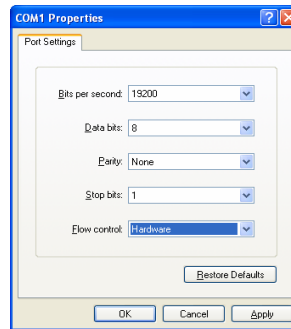 COM1 Properties
Port Settings
Bits per second: 19200
Data bits: 8
Parity: None
Stop bits: 1
Flow control: Hardware
Restore Defaults
OK Cancel Apply